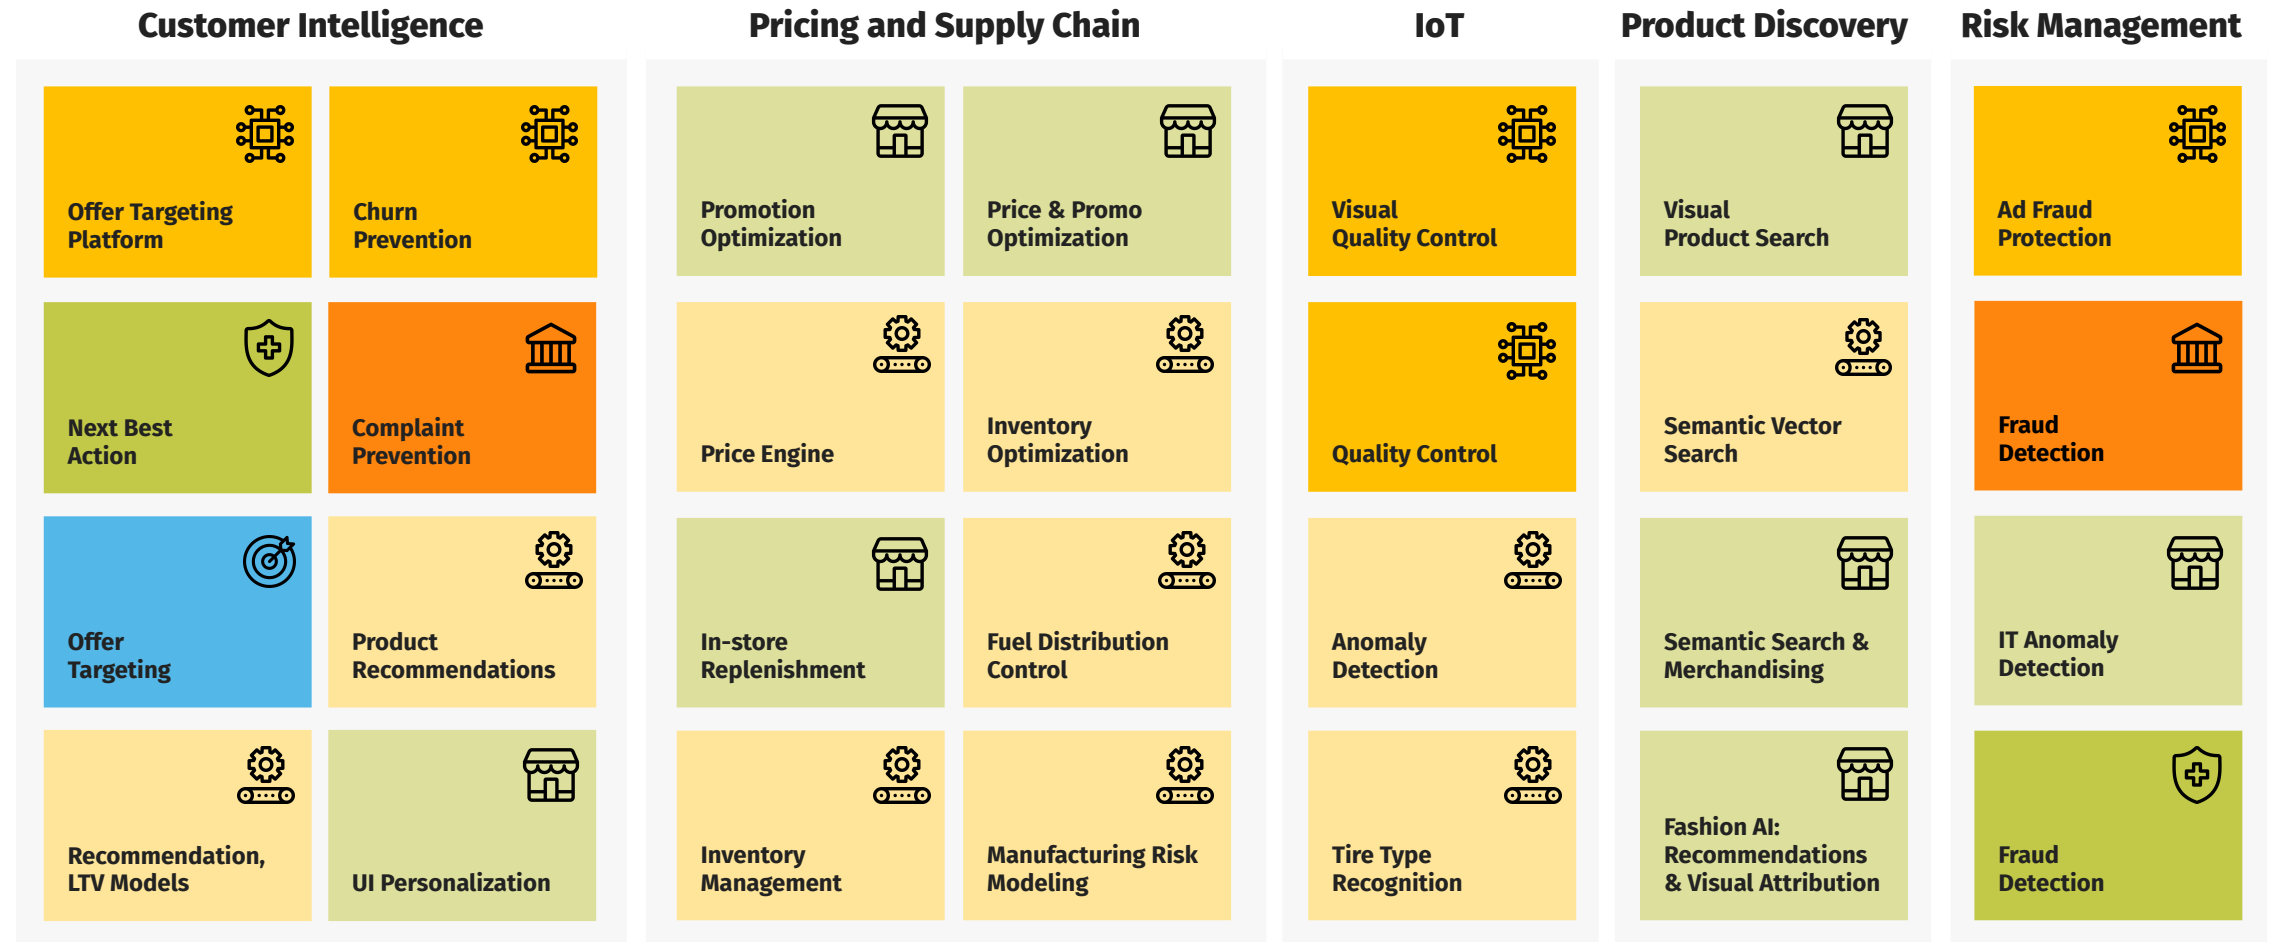 Customer Intelligence
Offer Targeting
Platform
Churn
Prevention
Next Best
Action
Complaint
Prevention
Offer
Targeting
Product
Recommendations
Recommendation,
LTV Models
UI Personalization
Pricing and Supply Chain
Promotion
Optimization
Price & Promo
Optimization
Price Engine
Inventory
Optimization
In-store
Replenishment
Fuel Distribution
Control
Inventory
Management
Manufacturing Risk
Modeling
IoT
Visual
Quality Control
Quality Control
Anomaly
Detection
Tire Type
Recognition
Product Discovery
Visual
Product Search
Semantic Vector
Search
Semantic Search &
Merchandising
Fashion AI:
Recommendations
& Visual Attribution
Risk Management
Ad Fraud
Protection
Fraud
Detection
IT Anomaly
Detection
Fraud
Detection